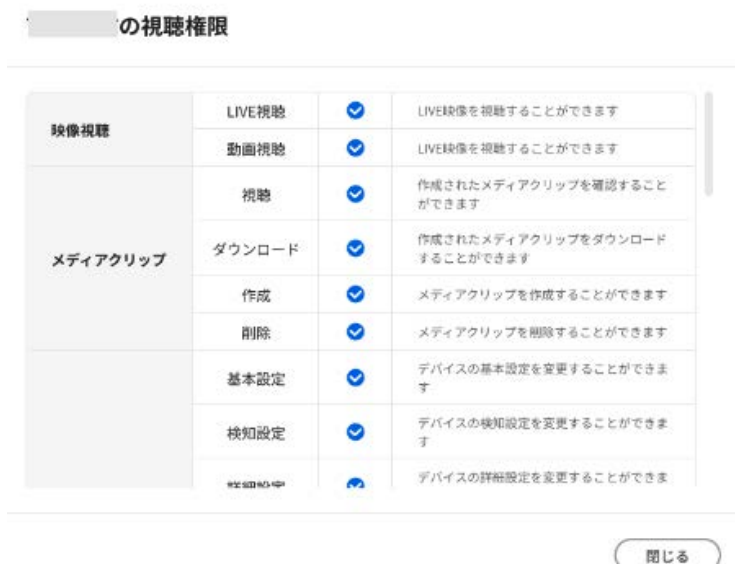 の視聴権限
映像視聴
LIVE視聴
LIVE映像を視聴することができます
動画視聴
LIVE映像を視聴することができます
メディアクリップ
視聴
作成されたメディアクリップを確認すること
ができます
ダウンロード
作成されたメディアクリップをダウンロード
することができます
作成
メディアクリップを作成することができます
削除
メディアクリップを削除することができます
基本設定
デバイスの基本設定を変更することができま
す
検知設定
デバイスの検知設定を変更することができま
す
詳細設定
デバイスの詳細設定を変更することができま
閉じる